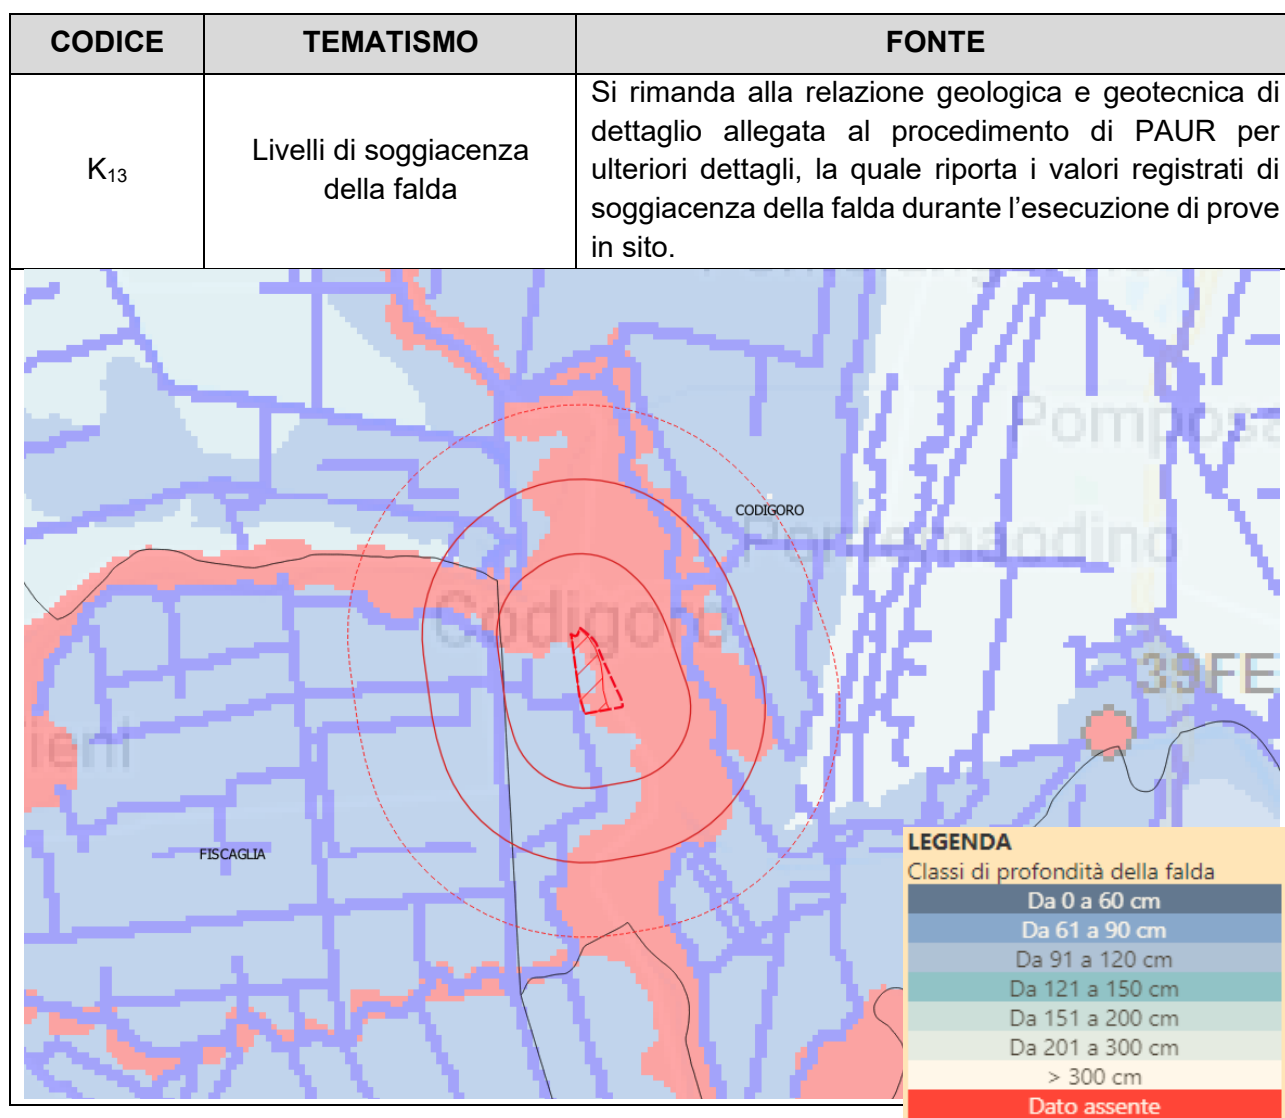 CODICE
TEMATISMO
FONTE
K13
Livelli di soggiacenza
della falda
Si rimanda alla relazione geologica e geotecnica di
dettaglio allegata al procedimento di PAUR per
ulteriori dettagli, la quale riporta i valori registrati di
soggiacenza della falda durante l'esecuzione di prove
in sito.
Pomposa
CODIGORO
Pontemaodino
Codigoro
39FE
ieni
FISCAGLIA
LEGENDA
Classi di profondità della falda
Da 0 a 60 cm
Da 61 a 90 cm
Da 91 a 120 cm
Da 121 a 150 cm
Da 151 a 200 cm
Da 201 a 300 cm
> 300 cm
Dato assente